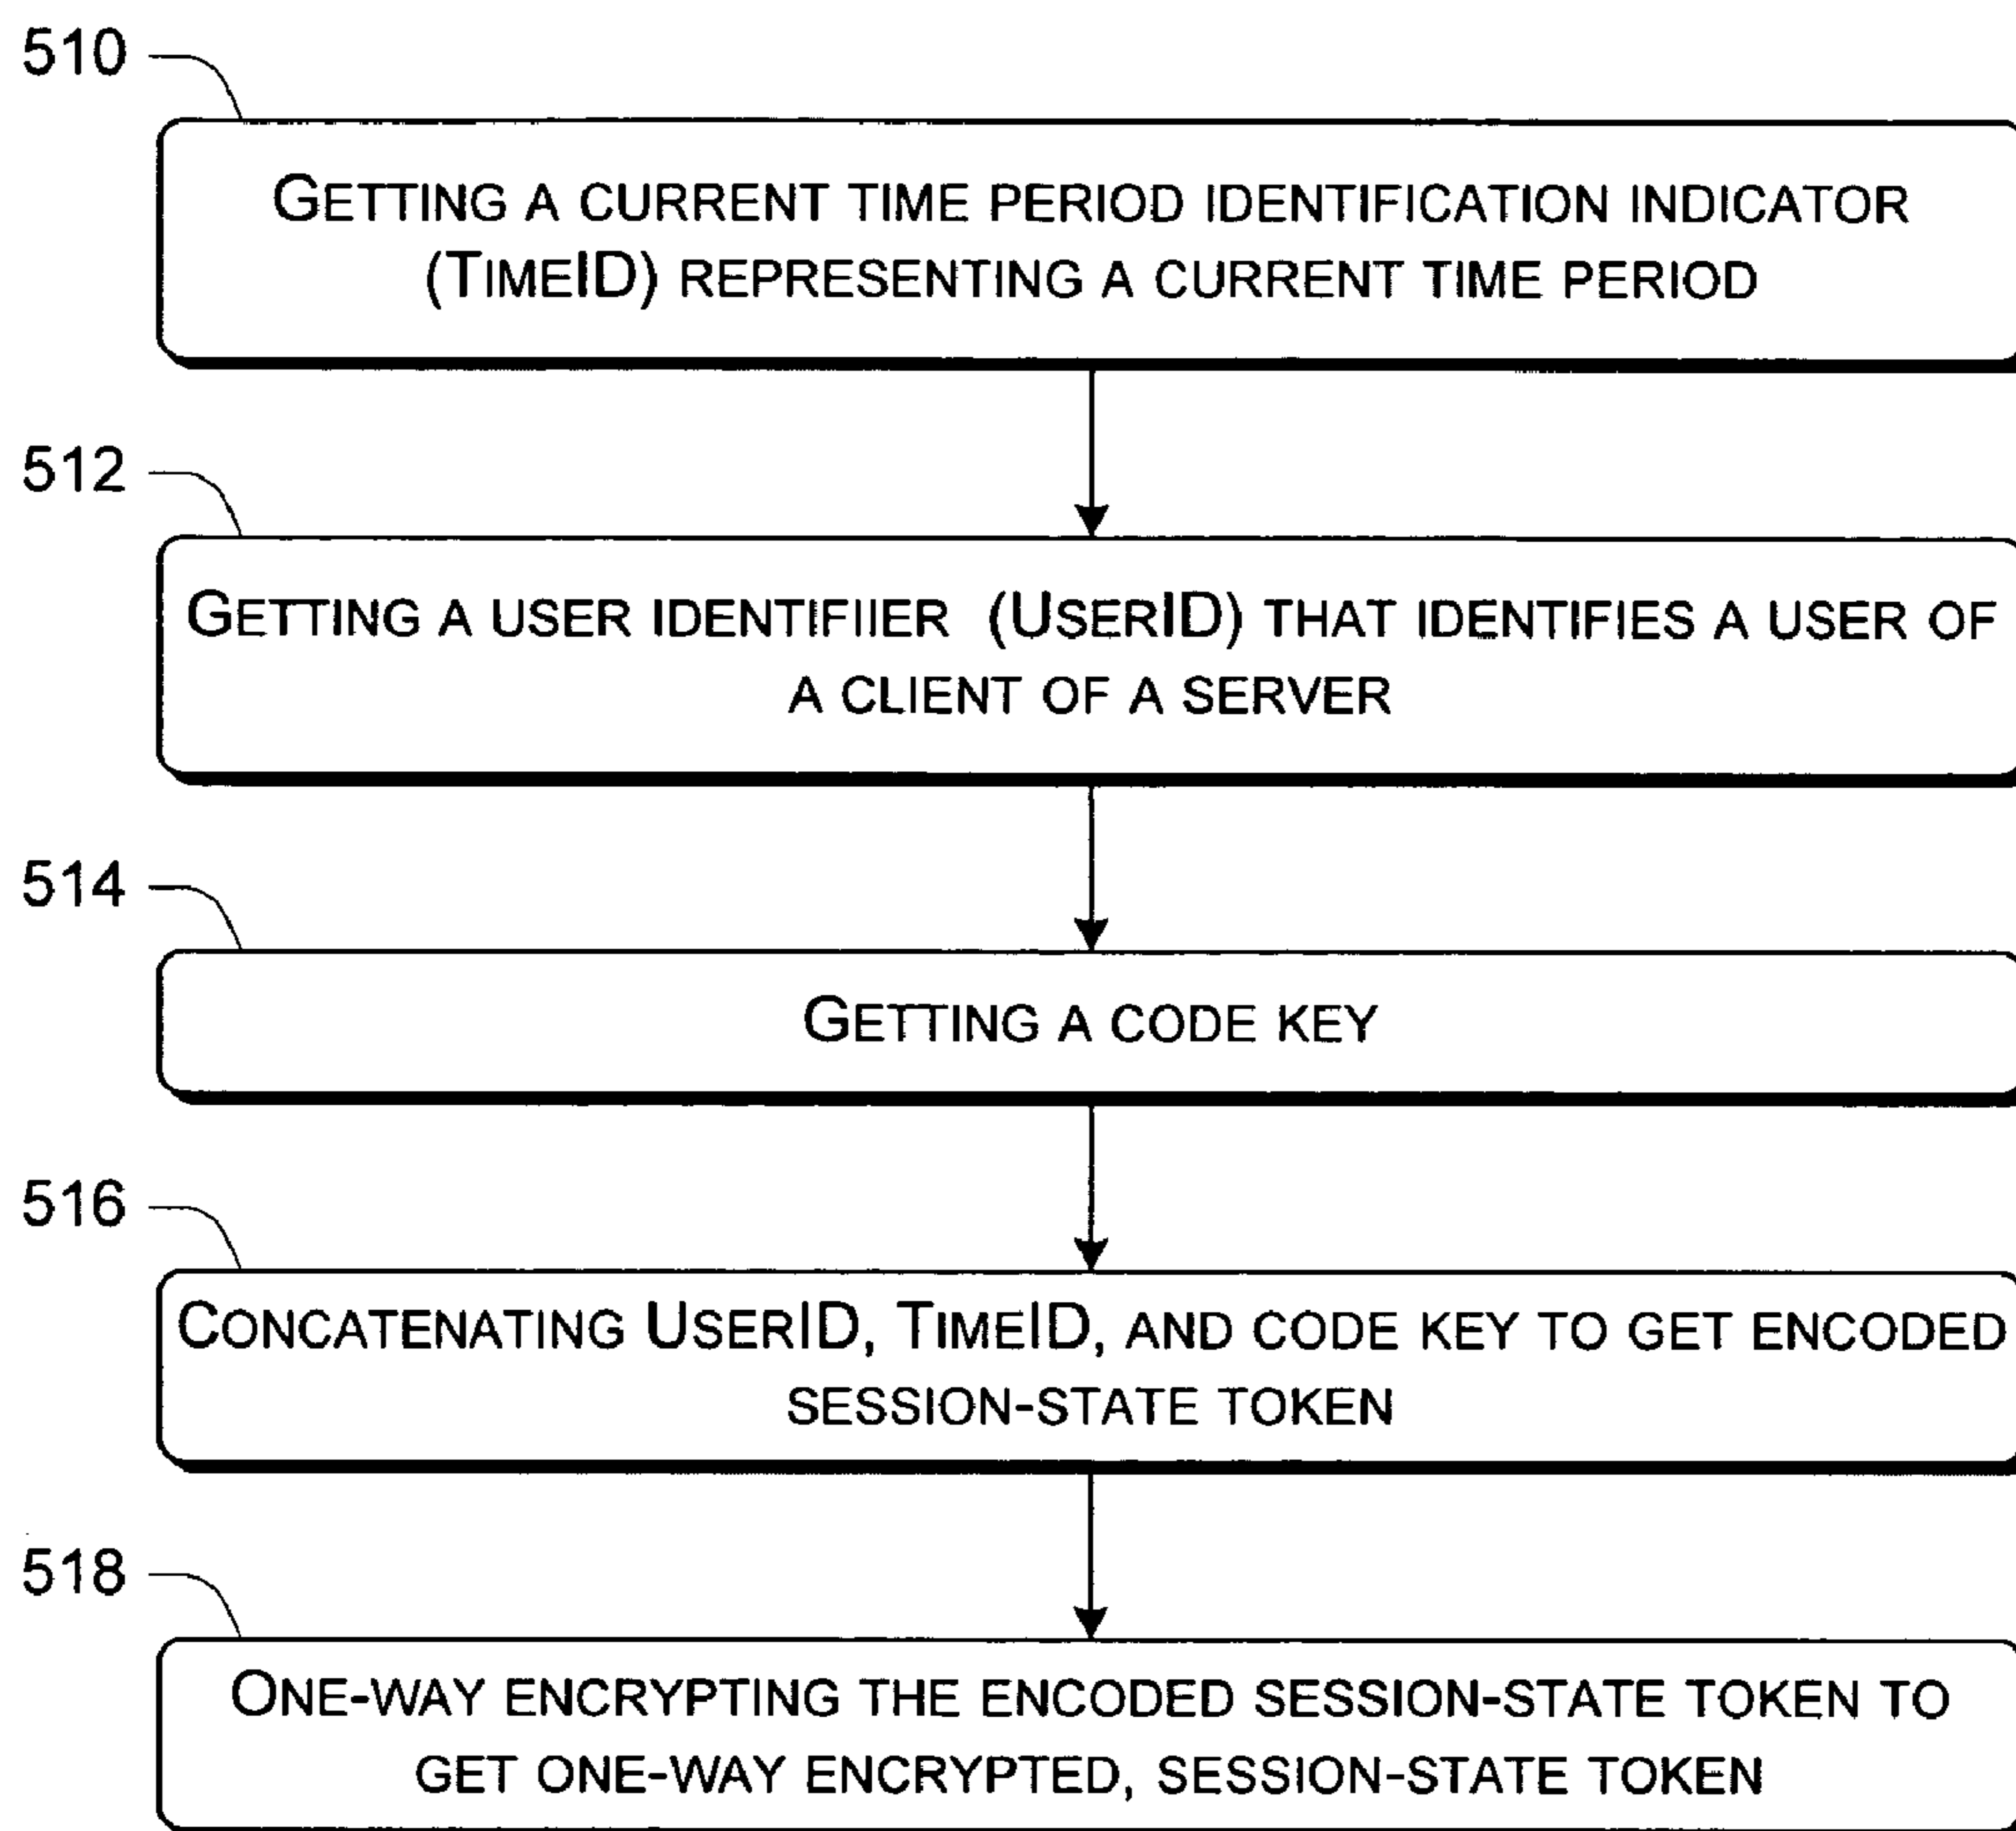 510
GETTING A CURRENT TIME PERIOD IDENTIFICATION INDICATOR
(TIMEID) REPRESENTING A CURRENT TIME PERIOD
512
GETTING A USER IDENTIFIIER (USERID) THAT IDENTIFIES A USER OF
A CLIENT OF A SERVER
514
GETTING A CODE KEY
516
CONCATENATING USERID, TIMEID, AND CODE KEY TO GET ENCODED
SESSION-STATE TOKEN
518
ONE-WAY ENCRYPTING THE ENCODED SESSION-STATE TOKEN TO
GET ONE-WAY ENCRYPTED, SESSION-STATE TOKEN